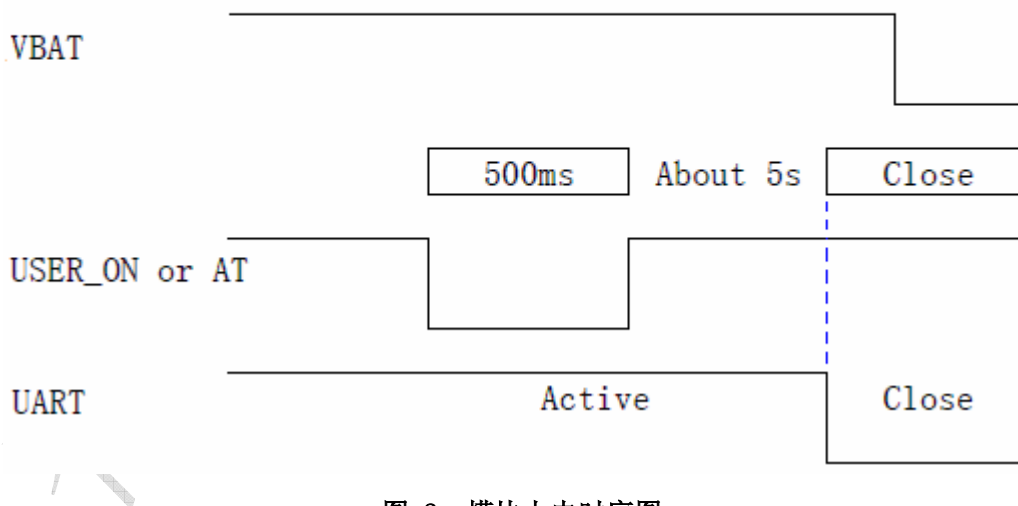 VBAT
500ms About 5s Close
USER_ON or AT
UART Active Close